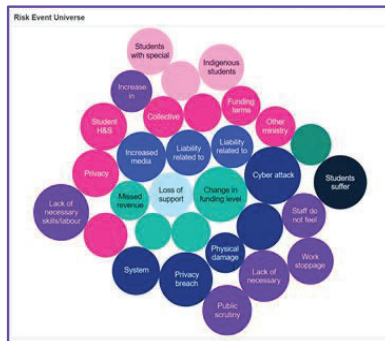 Risk Event Universe
Students
with special
Indigenous
students
Increase
in
Collective
Funding
terms
Student
H&S
Other
ministry
Increased
media
Liability
related to
Liability
related to
Privacy
Cyber attack
Students
suffer
Missed
revenue
Loss of
support
Change in
funding level
Lack of
necessary
skills/labour
Staff do
not feel
Physical
damage
System
Privacy
breach
Lack of
necessary
Work
stoppage
Public
scrutiny